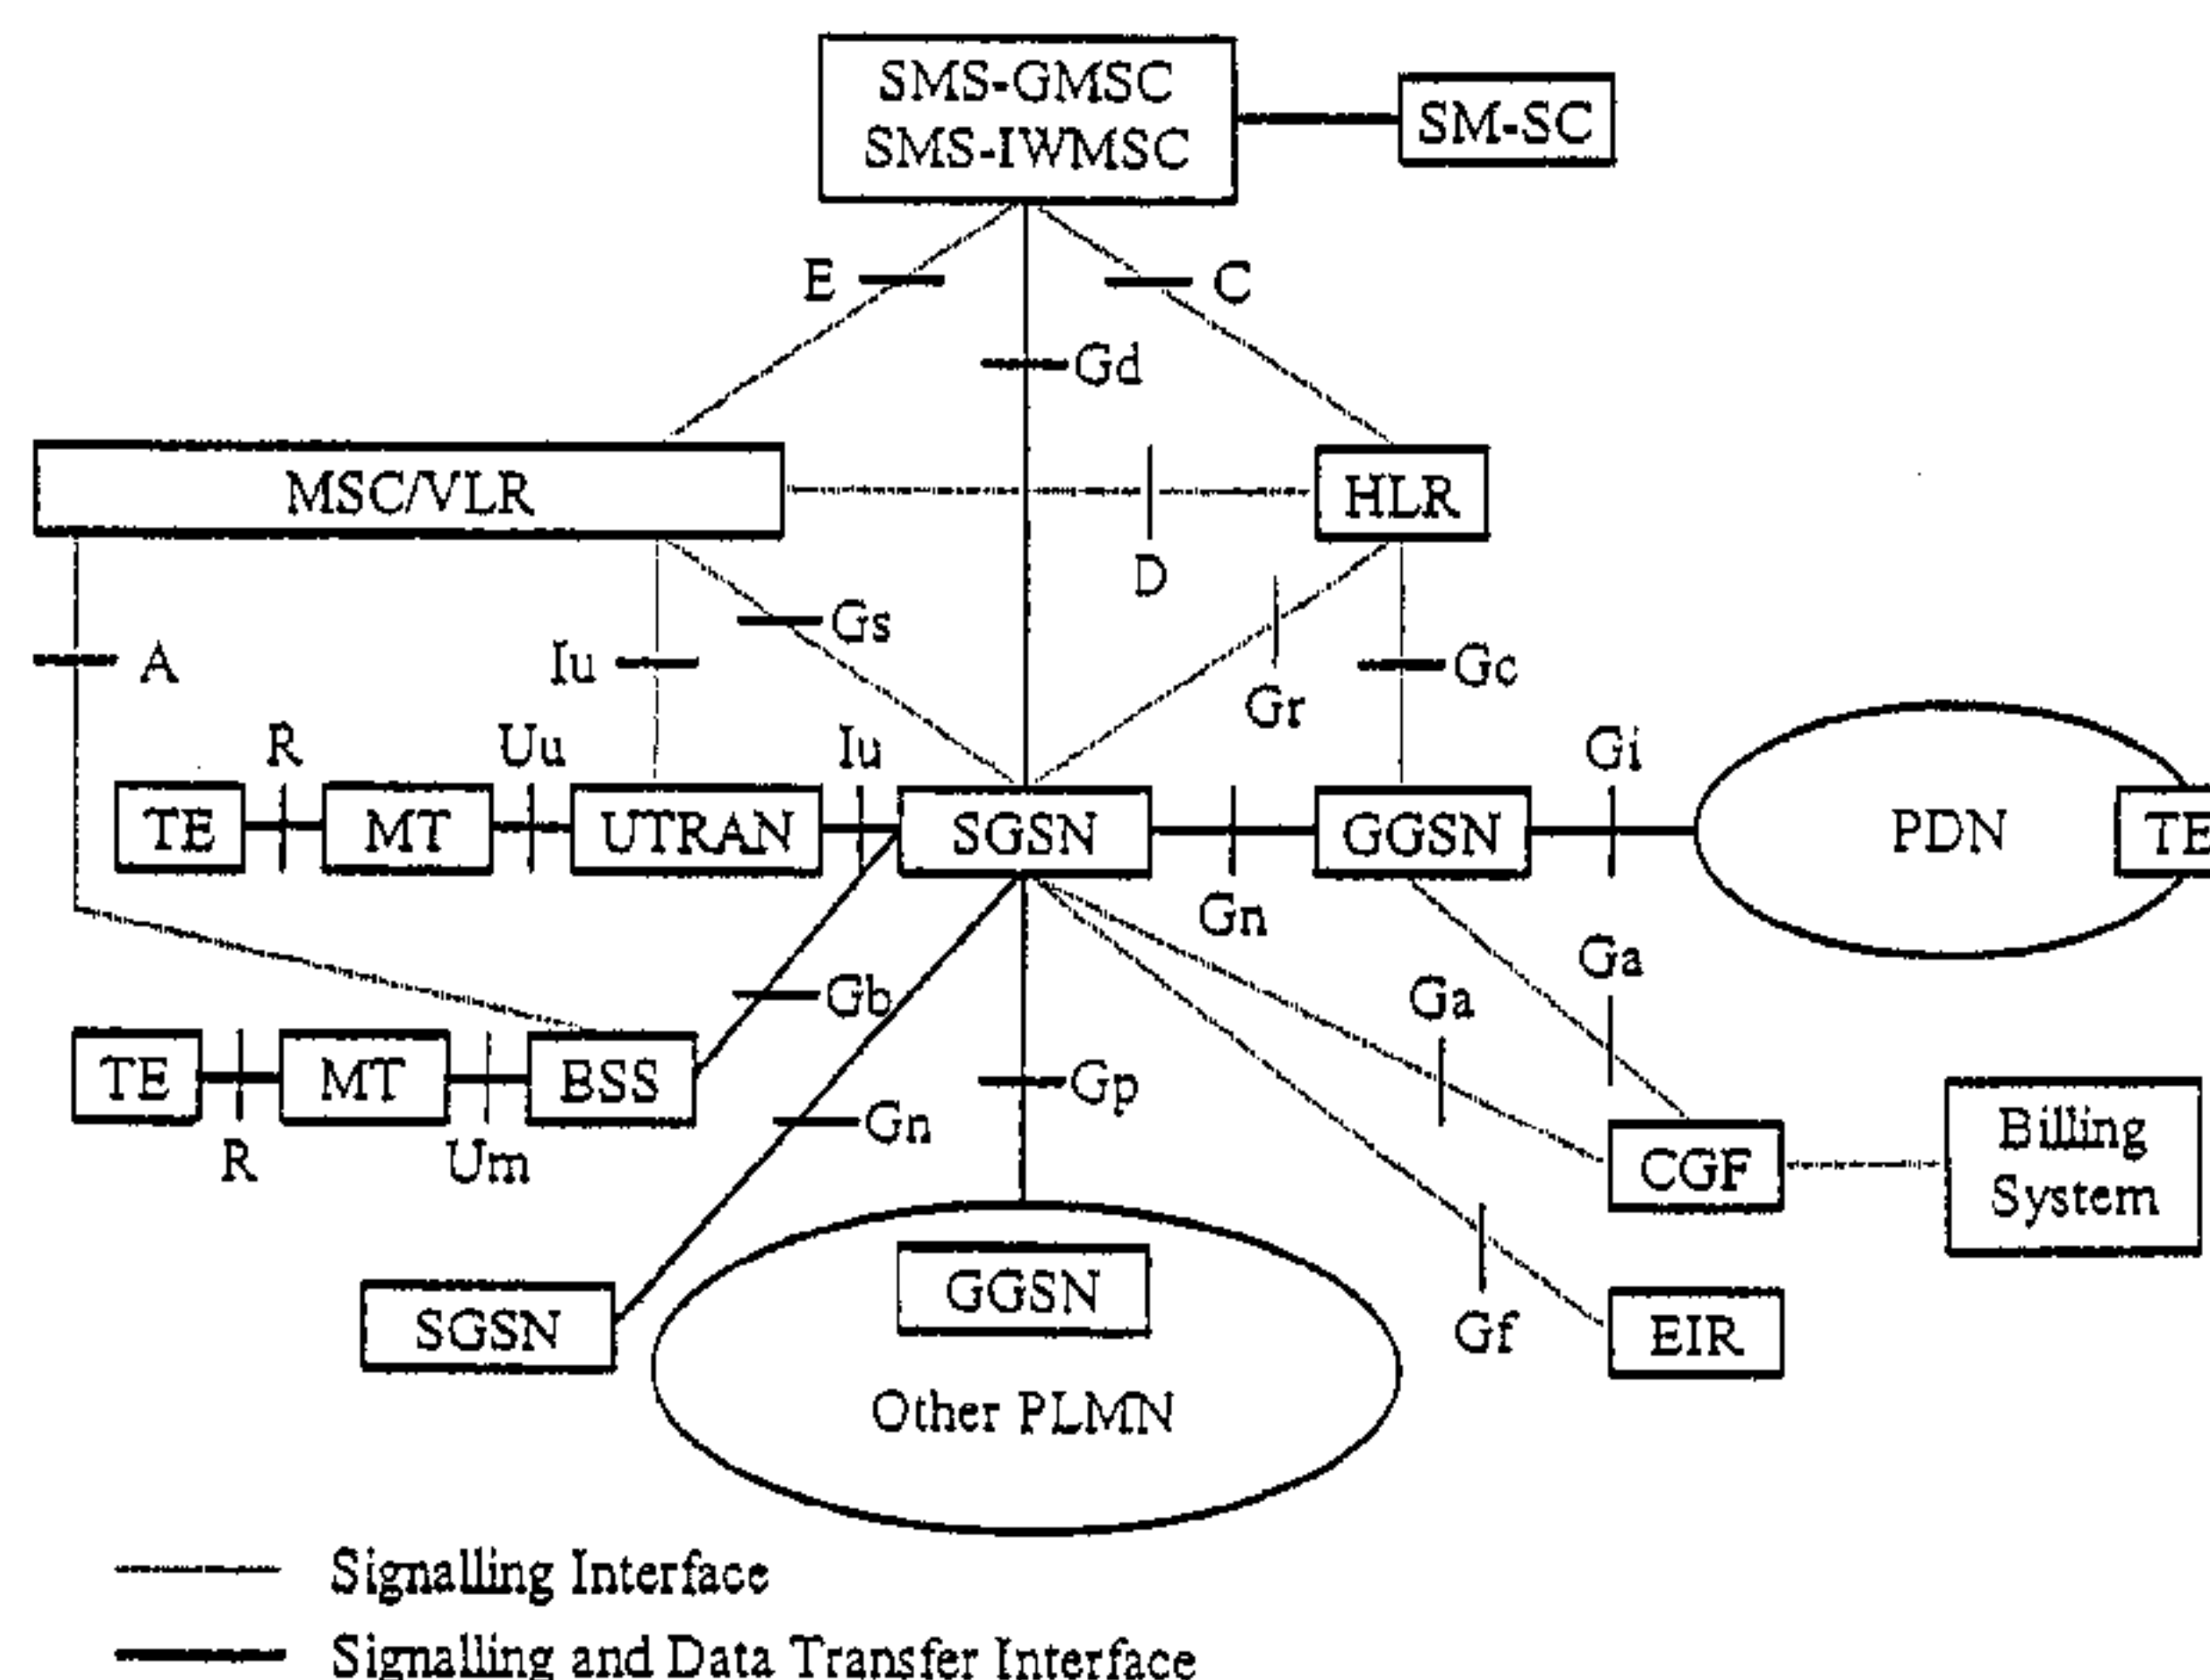 SMS-GMSC
SMS-IWMSC
SM-SC
E
C
Gd
MSC/VLR
HLR
D
Gs
A
Iu
Gr
Gc
R
Uu
Iu
Gi
TE
MT
UTRAN
SGSN
GGSN
PDN
TE
Gn
Ga
Gb
Ga
TE
MT
BSS
Gp
Gn
R
Um
CGF
Billing
System
GGSN
SGSN
Gf
EIR
Other PLMN
Signalling Interface
Signalling and Data Transfer Interface